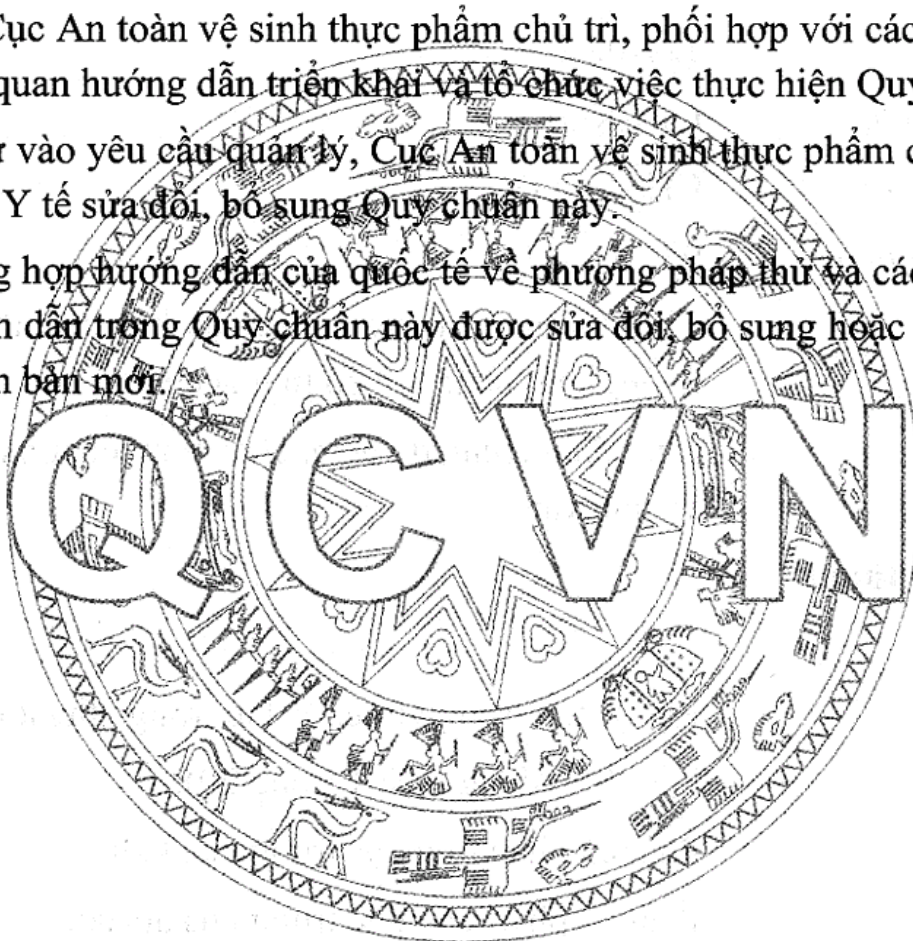 Cục An toàn vệ sinh thực phẩm chủ trì, phối hợp với các
quan hướng dẫn triển khai và tổ chức việc thực hiện Quy
vào yêu cầu quản lý, Cục An toàn vệ sinh thực phẩm
Y tế sửa đổi, bổ sung Quy chuẩn này.
hợp hướng dẫn của quốc tế về phương pháp thử và các
dẫn trong Quy chuẩn này được sửa đổi, bổ sung hoặc
bản mới.
QCVN